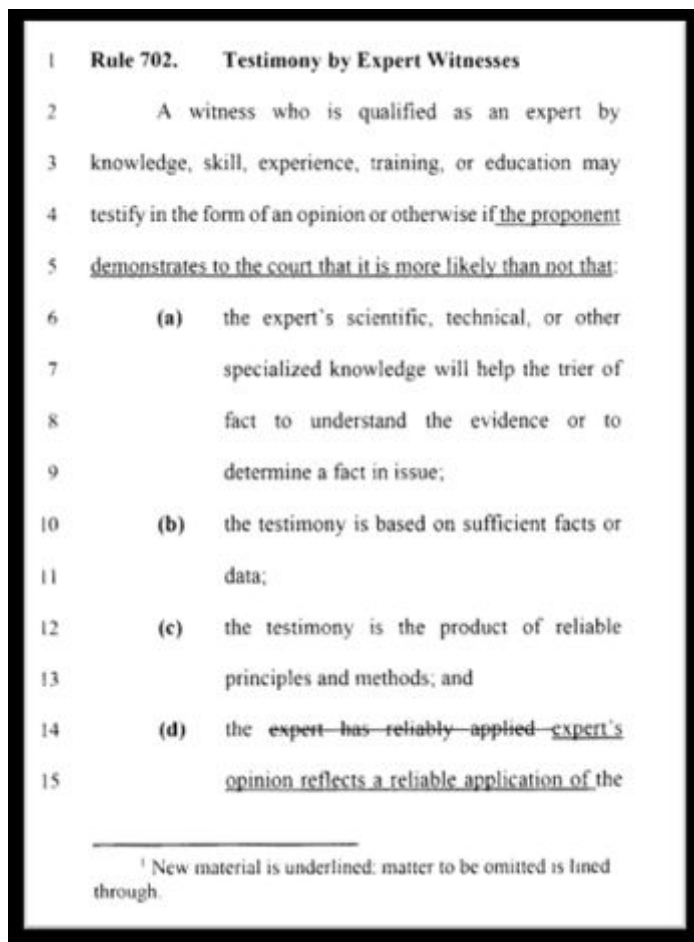 1 Rule 702. Testimony by Expert Witnesses
2 A witness who is qualified as an expert by
3 knowledge, skill, experience, training, or education may
4 testify in the form of an opinion or otherwise if the proponent
5 demonstrates to the court that it is more likely than not that:
6 (a) the expert's scientific, technical, or other
7 specialized knowledge will help the trier of
8 fact to understand the evidence or to
9 determine a fact in issue;
10 (b) the testimony is based on sufficient facts or
11 data;
12 (c) the testimony is the product of reliable
13 principles and methods; and
14 (d) the expert has reliably applied expert's
15 opinion reflects a reliable application of the
1 New material is underlined; matter to be omitted is lined
through.